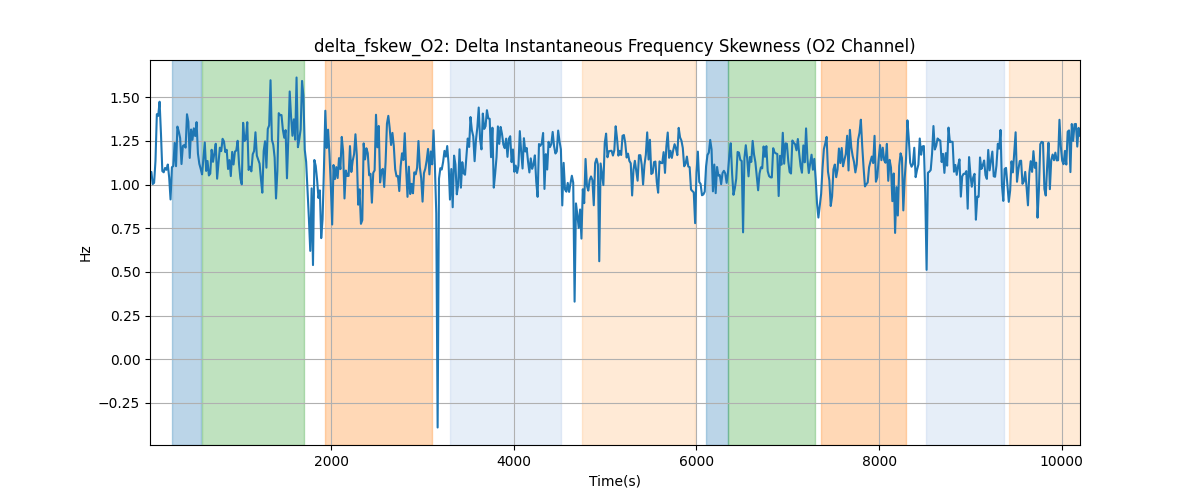 delta_fskew_O2: Delta Instantaneous Frequency Skewness (O2 Channel)
1.50
1.25
1.00
0.75
0.50
0.25
0.00
−0.25
Hz
2000 4000 6000 8000 10000
Time(s)